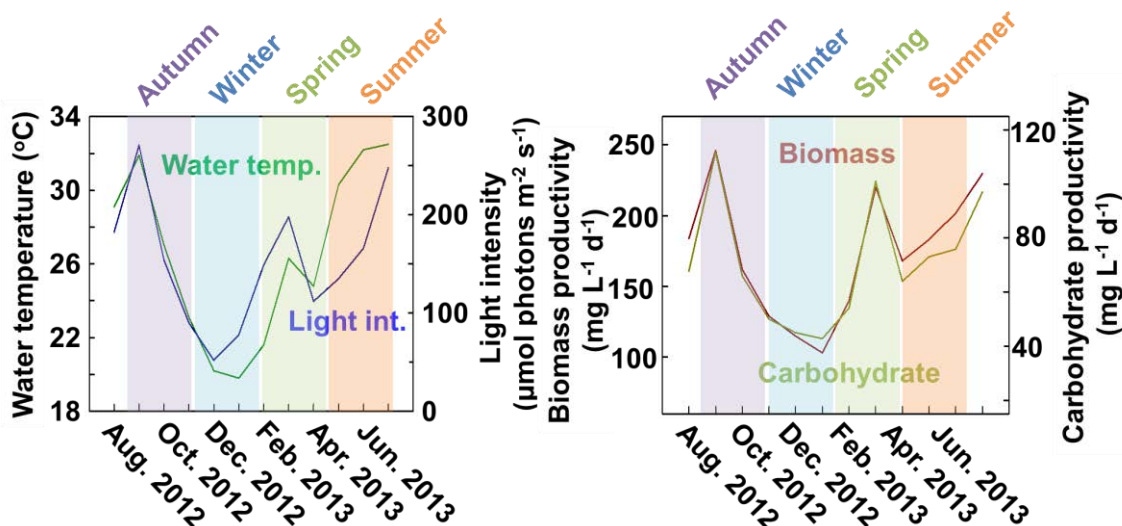 Autumn
Winter
Spring
Summer
Water temperature (°C)
34
30
26
22
18
Water temp.
Light int.
300
200
100
0
Light intensity
(µmol photons m⁻² s⁻¹)
Aug. 2012
Oct. 2012
Dec. 2012
Feb. 2013
Apr. 2013
Jun. 2013
Autumn
Winter
Spring
Summer
Biomass productivity
(mg L⁻¹ d⁻¹)
250
200
150
100
Biomass
Carbohydrate
120
80
40
0
Carbohydrate productivity
(mg L⁻¹ d⁻¹)
Aug. 2012
Oct. 2012
Dec. 2012
Feb. 2013
Apr. 2013
Jun. 2013